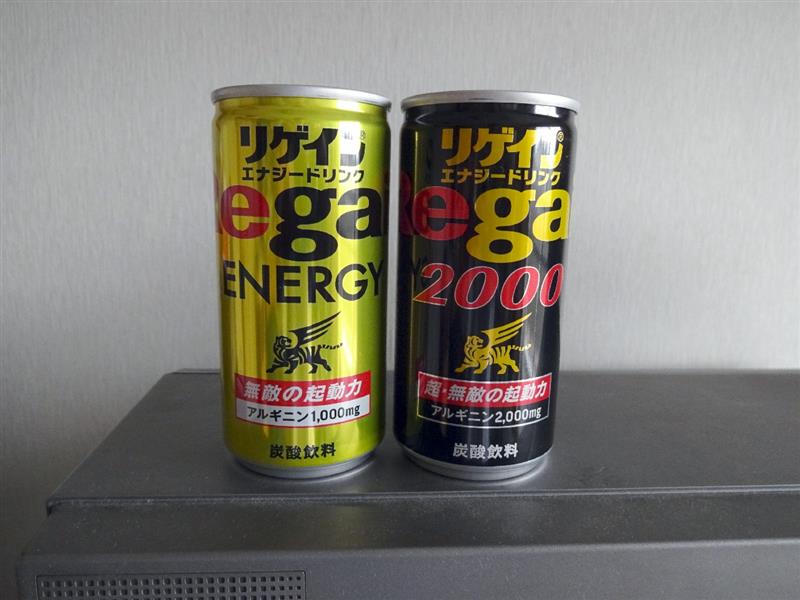 リゲイン®
エナジードリンク
Rega
ENERGY
無敵の起動力
アルギニン1,000mg
炭酸飲料
リゲイン®
エナジードリンク
Rega
2000
超・無敵の起動力
アルギニン2,000mg
炭酸飲料